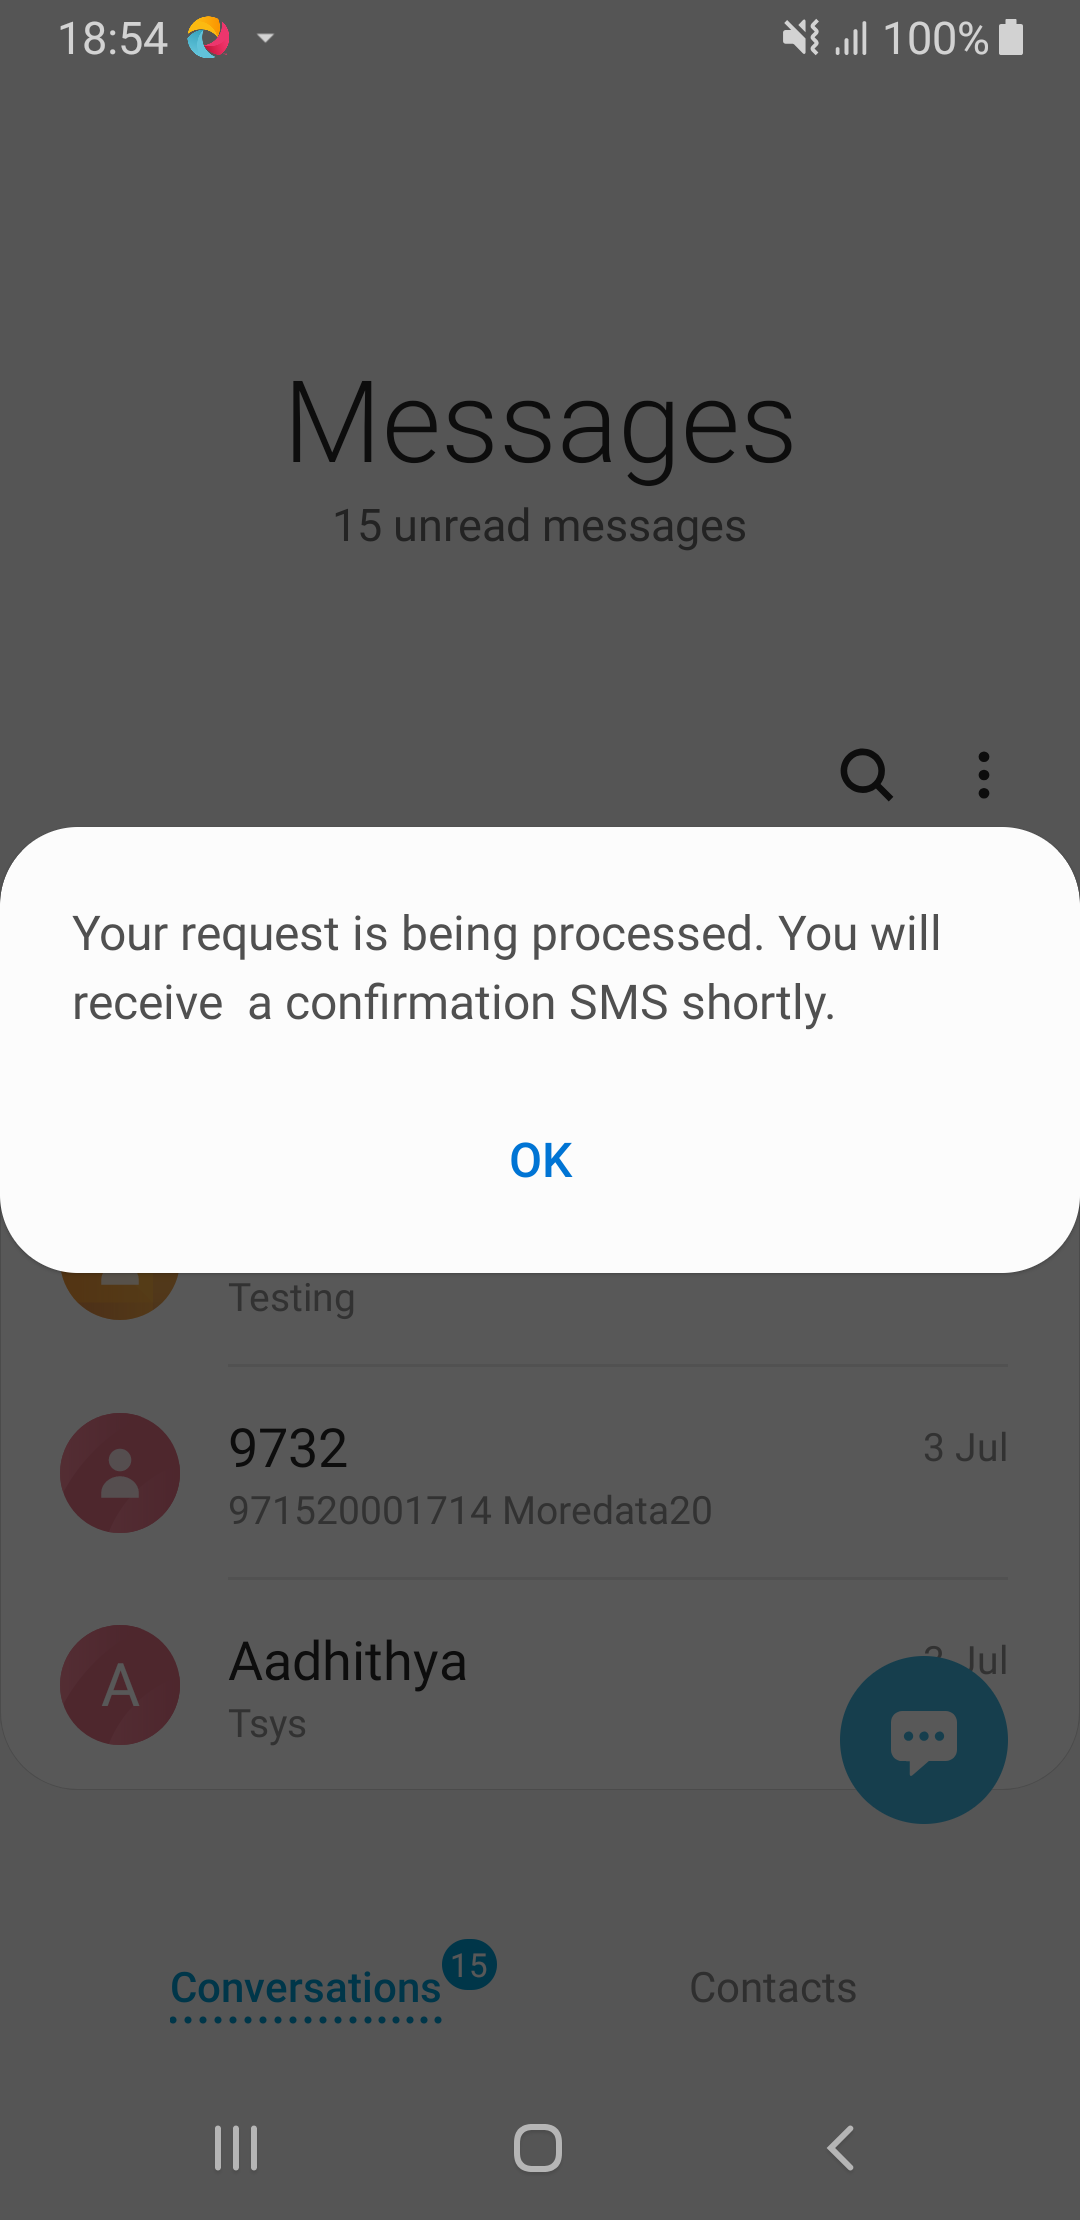 18:54
100%
Messages
15 unread messages
Your request is being processed. You will
receive  a confirmation SMS shortly.
OK
Testing
9732
3 Jul
971520001714 Moredata20
Aadhithya
3 Jul
A
Tsys
Conversations
15
Contacts